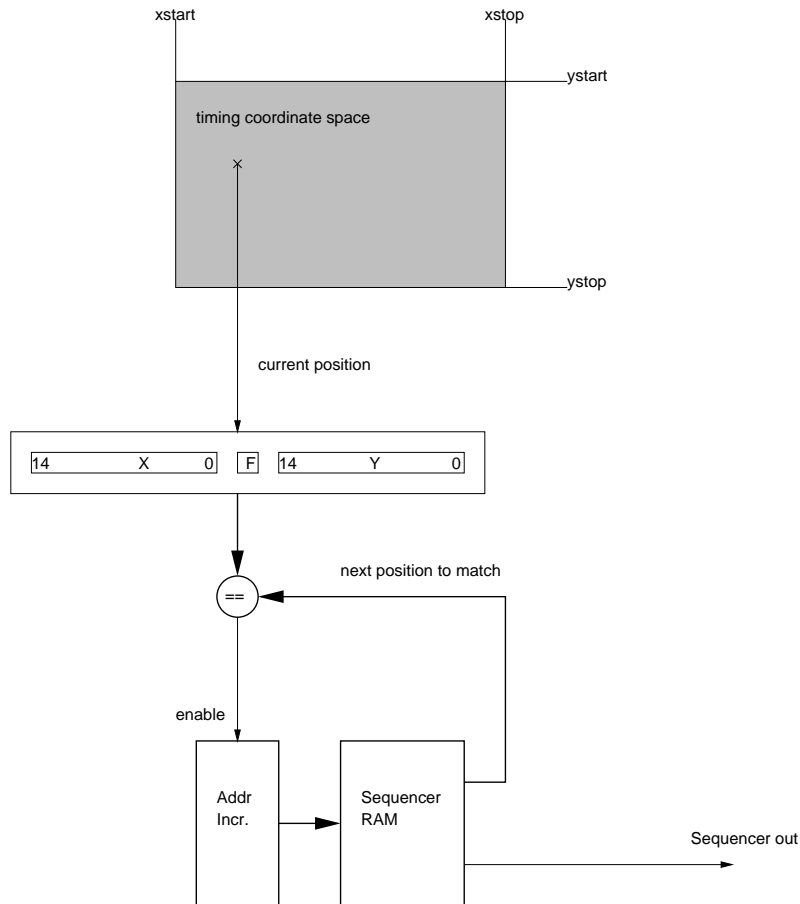 xstart
xstop
ystart
timing coordinate space
ystop
current position
14 X 0 F 14 Y 0
next position to match
==
enable
Addr
Incr.
Sequencer
RAM
Sequencer out